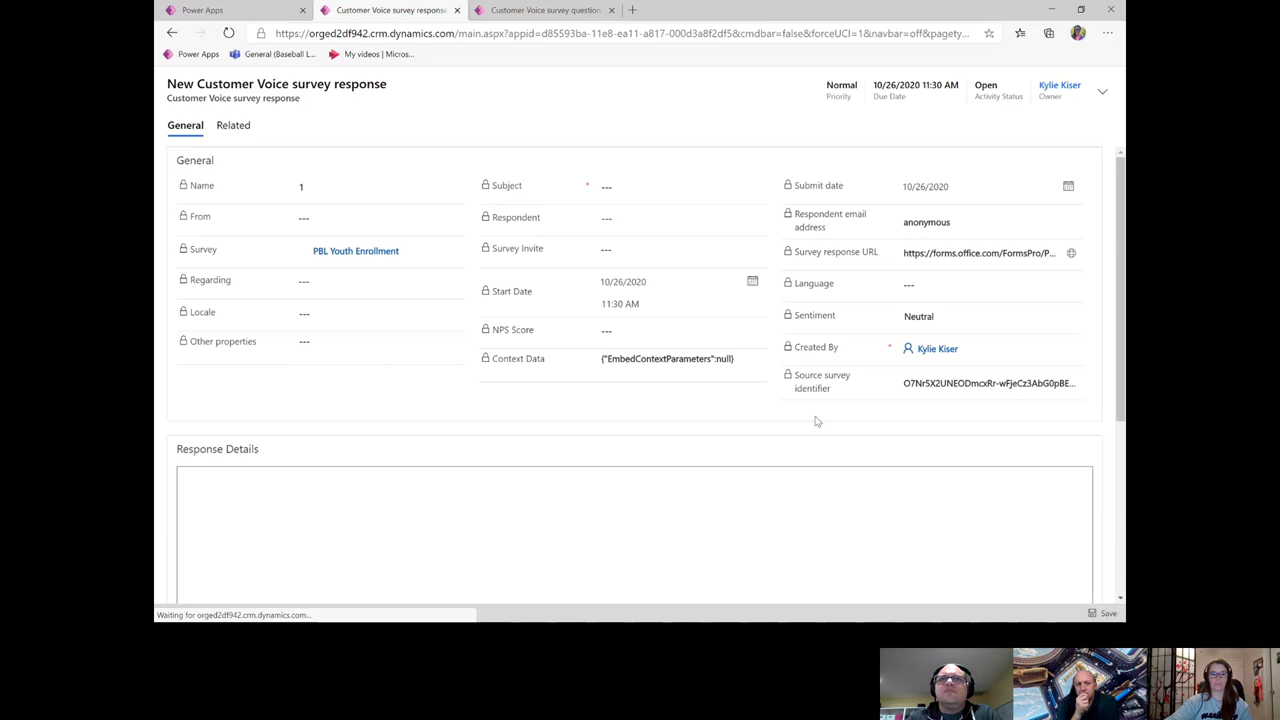 Power Apps
Customer Voice survey respons
Customer Voice survey question
https://orged2df942.crm.dynamics.com/main.aspx?appid=d85593ba-11e8-ea11-a817-000d3a8f2df5&cmdbar=false&forceUCI=1&navbar=off&pagety...
Power Apps
General (Baseball L...
My videos | Micros...
New Customer Voice survey response
Customer Voice survey response
Normal
Priority
10/26/2020 11:30 AM
Due Date
Open
Activity Status
Kylie Kiser
Owner
General
Related
General
Name 1
From ---
Survey PBL Youth Enrollment
Regarding ---
Locale ---
Other properties ---
Subject * ---
Respondent ---
Survey Invite ---
Start Date 10/26/2020
11:30 AM
NPS Score ---
Context Data {"EmbedContextParameters":null}
Submit date 10/26/2020
Respondent email address anonymous
Survey response URL https://forms.office.com/FormsPro/P...
Language ---
Sentiment Neutral
Created By * Kylie Kiser
Source survey identifier O7Nr5X2UNEODmcxRr-wFjeCz3AbG0pBE...
Response Details
Waiting for orged2df942.crm.dynamics.com...
Save